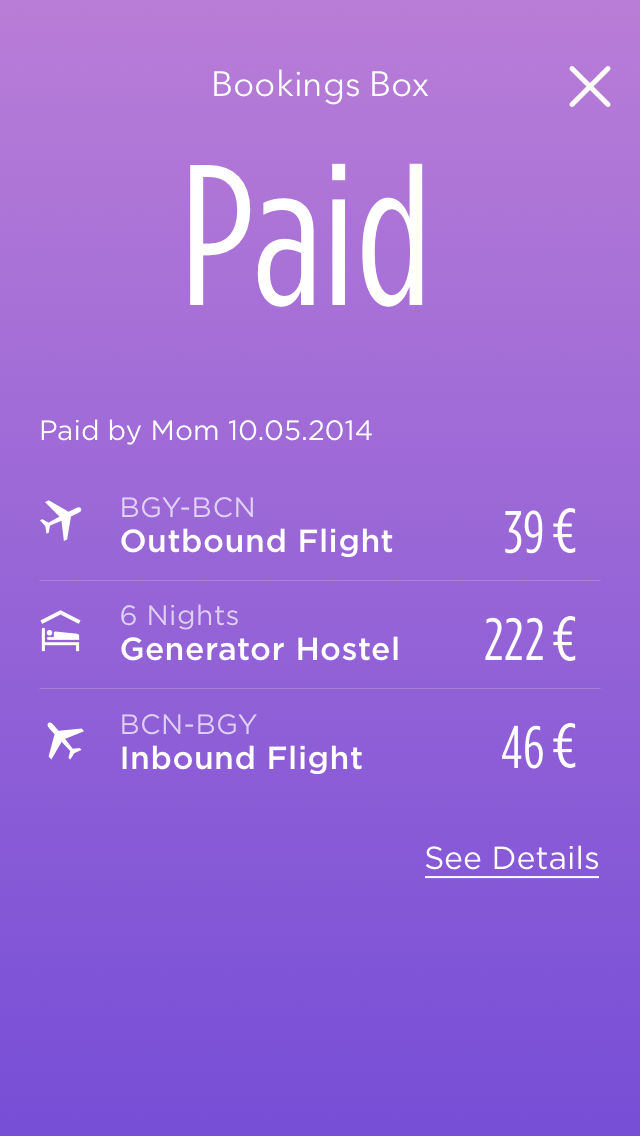 Bookings Box
Paid
Paid by Mom 10.05.2014
BGY-BCN
Outbound Flight
39 €
6 Nights
Generator Hostel
222 €
BCN-BGY
Inbound Flight
46 €
See Details